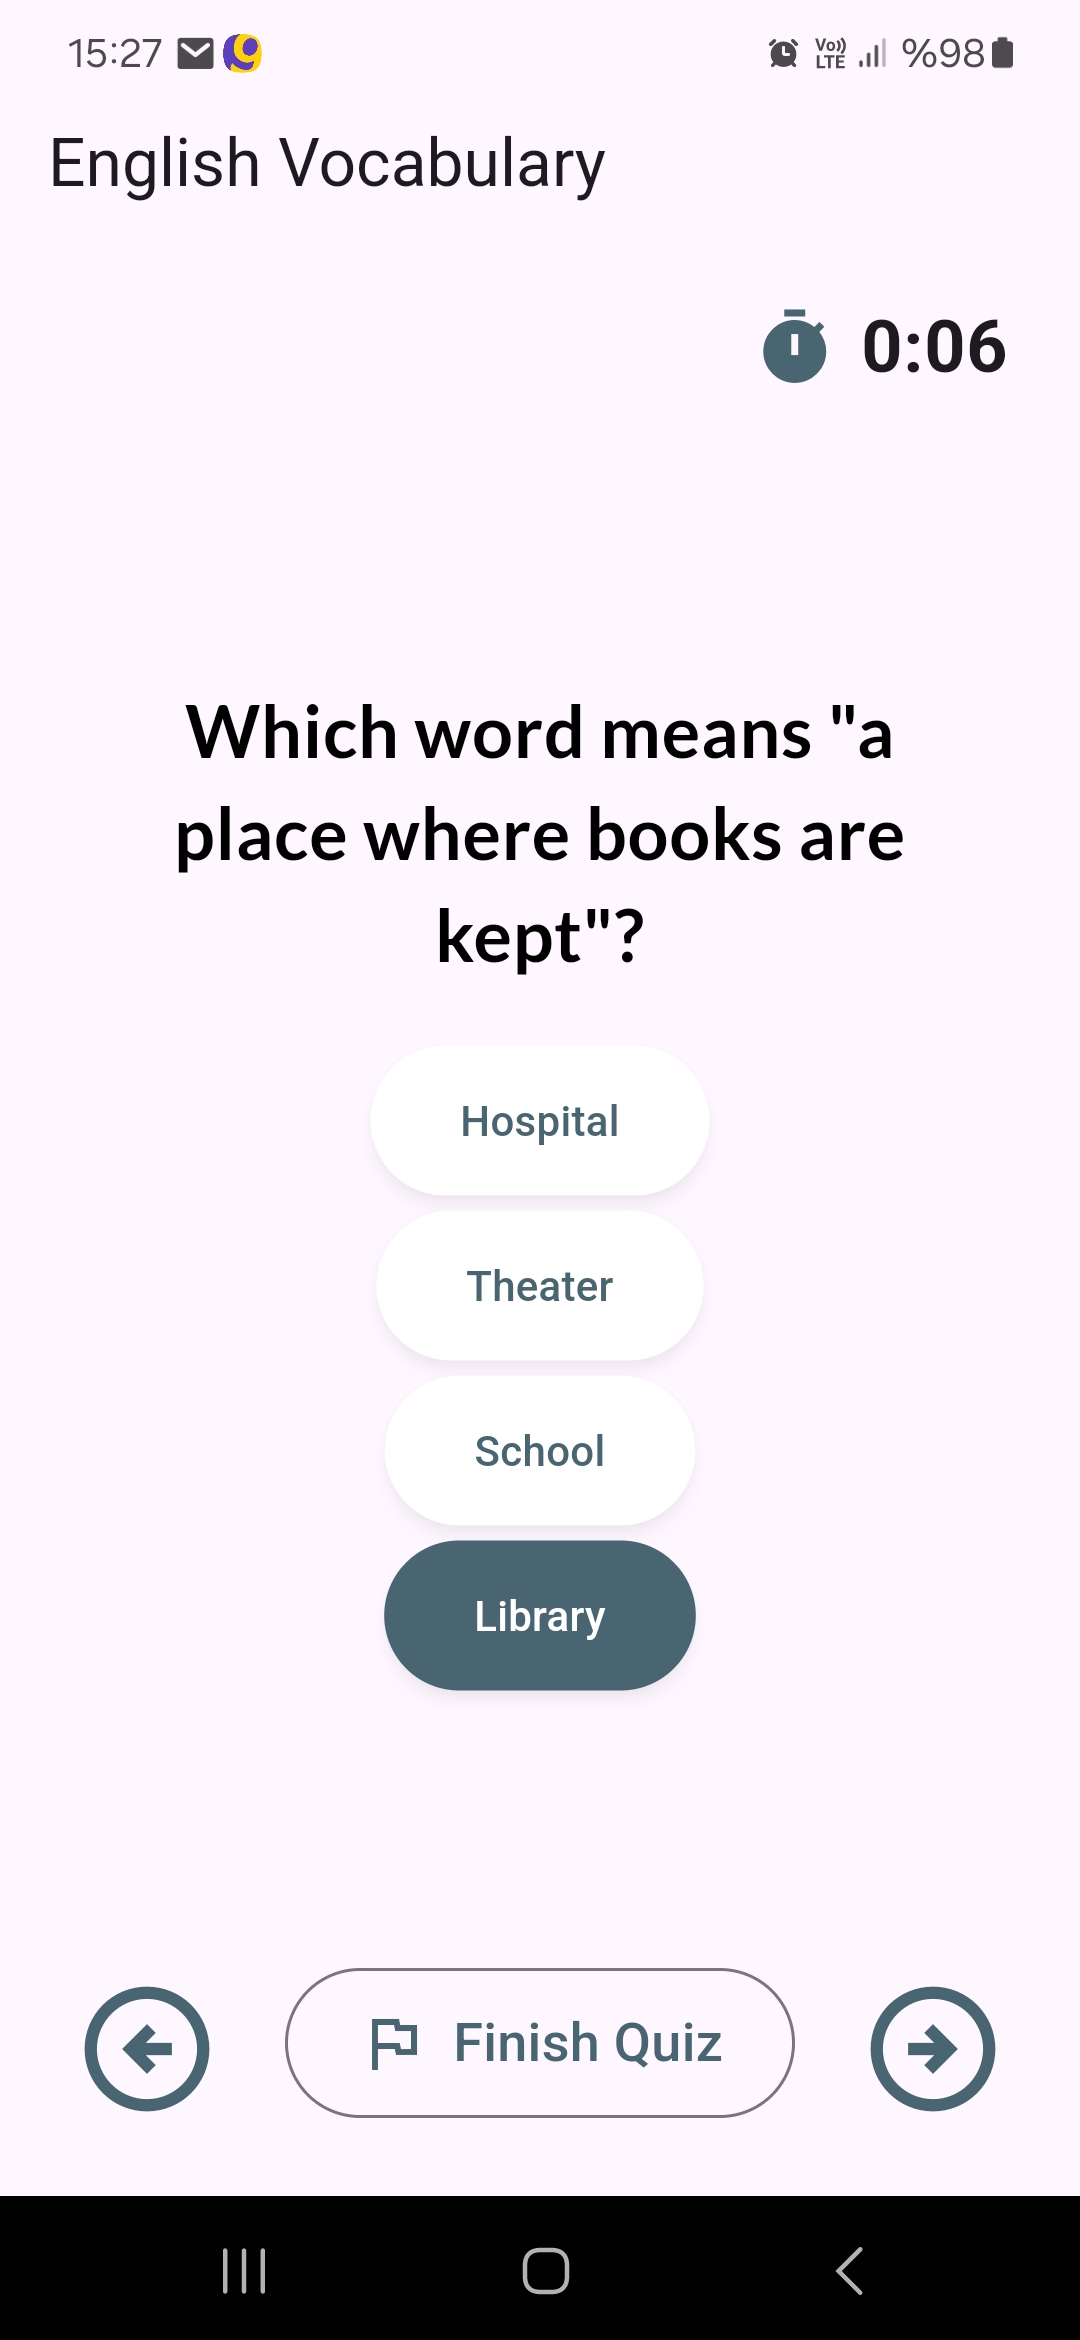 15:27 Vo)) LTE %98
English Vocabulary
0:06
Which word means "a
place where books are
kept"?
Hospital
Theater
School
Library
Finish Quiz